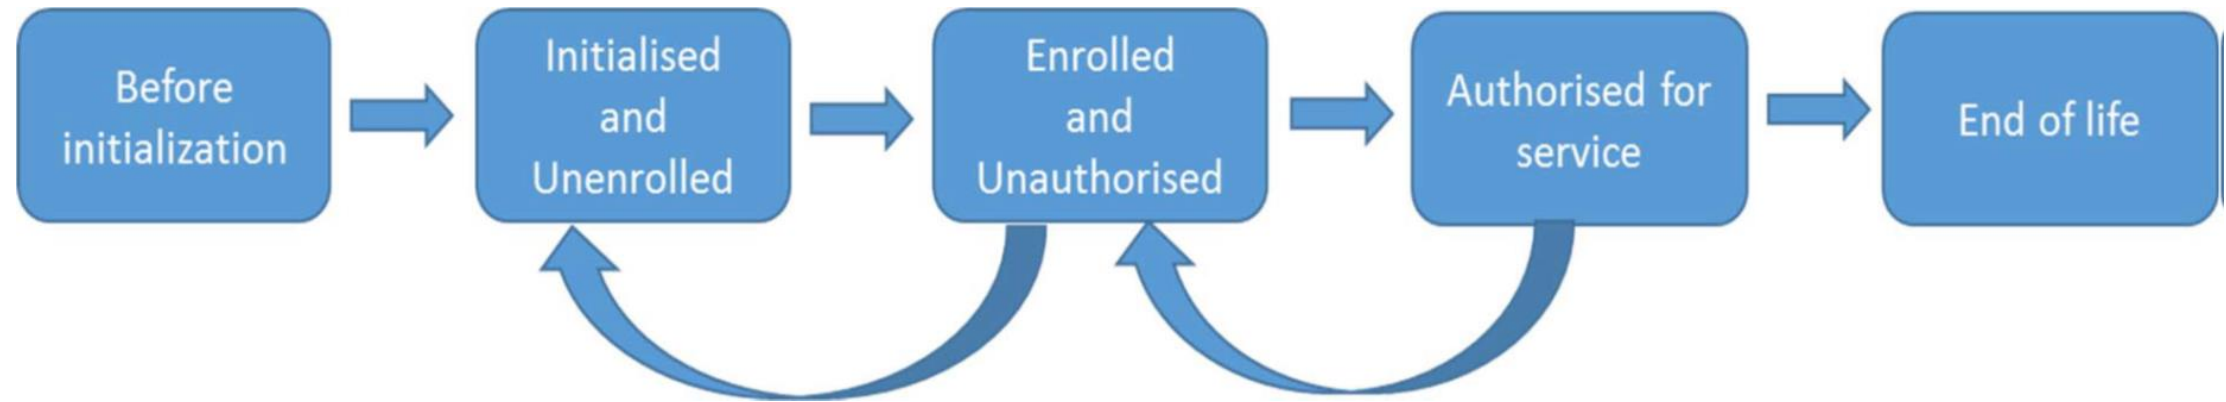 Before
initialization
Initialised
and
Unenrolled
Enrolled
and
Unauthorised
Authorised for
service
End of life